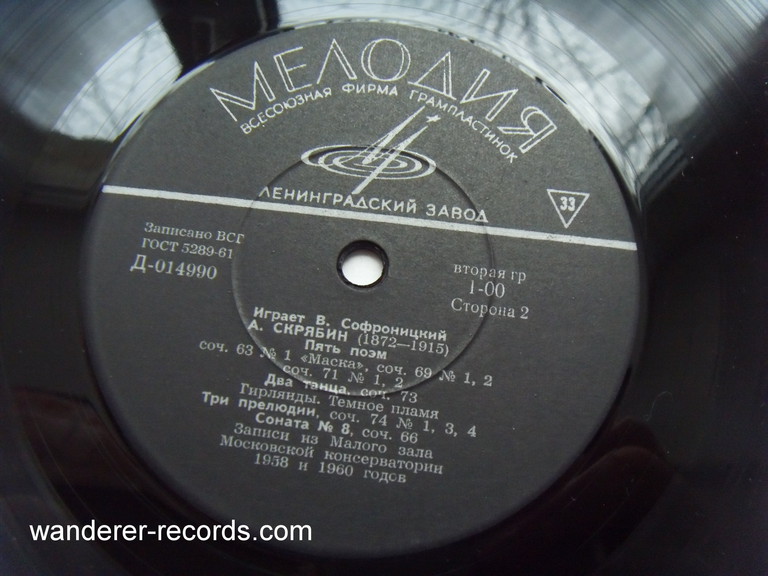 МЕЛОДИЯ
ВСЕСОЮЗНАЯ ФИРМА ГРАМПЛАСТИНОК
ЛЕНИНГРАДСКИЙ ЗАВОД
33
Записано ВСГ
ГОСТ 5289-61
Д-014990
вторая гр
1-00
Сторона 2
Играет В. Софроницкий
А. СКРЯБИН (1872—1915)
Пять поэм
соч. 63 № 1 «Маска», соч. 69 № 1, 2
соч. 71 № 1, 2
Два танца, соч. 73
Гирлянды. Темное пламя
Три прелюдии, соч. 74 № 1, 3, 4
Соната № 8, соч. 66
Записи из Малого зала
Московской консерватории
1958 и 1960 годов
wanderer-records.com